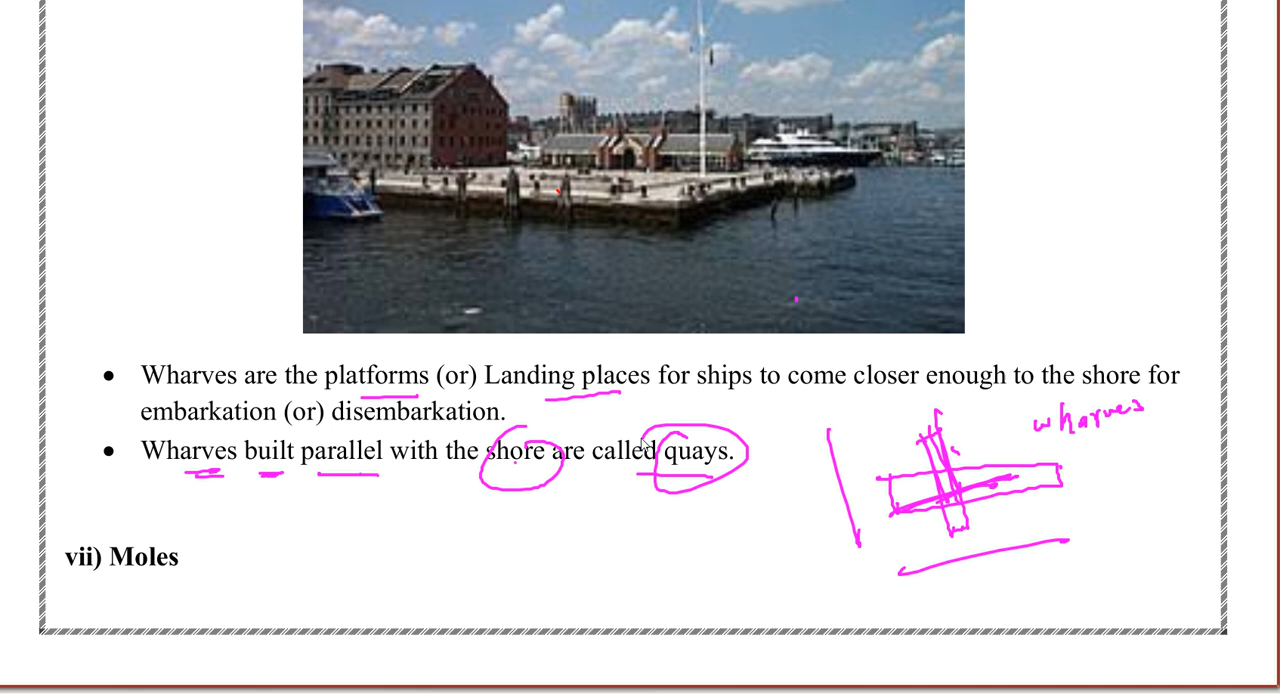 • Wharves are the platforms (or) Landing places for ships to come closer enough to the shore for
embarkation (or) disembarkation.
wharves
• Wharves built parallel with the shore are called quays.
vii) Moles